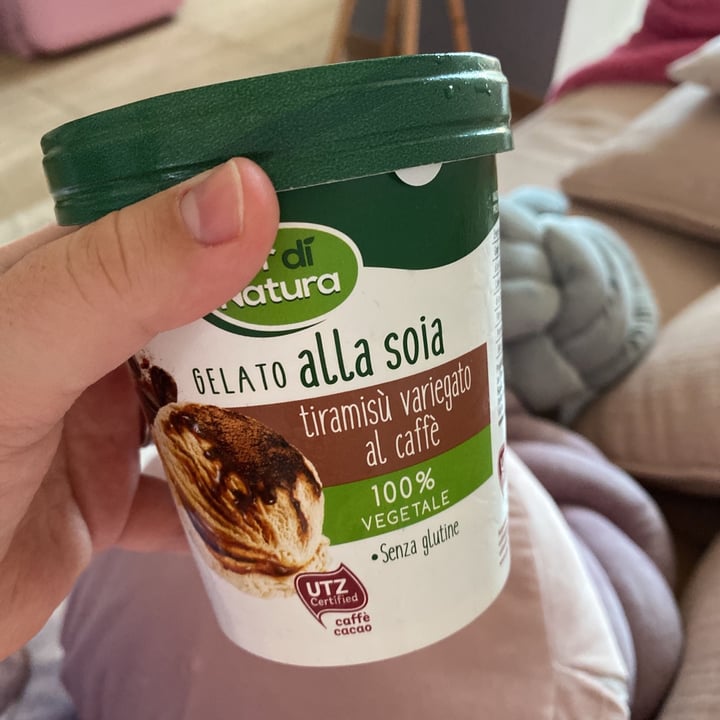 di
Natura
GELATO alla soia
tiramisù variegato
al caffè
100%
VEGETALE
•Senza glutine
UTZ
Certified
caffè
cacao